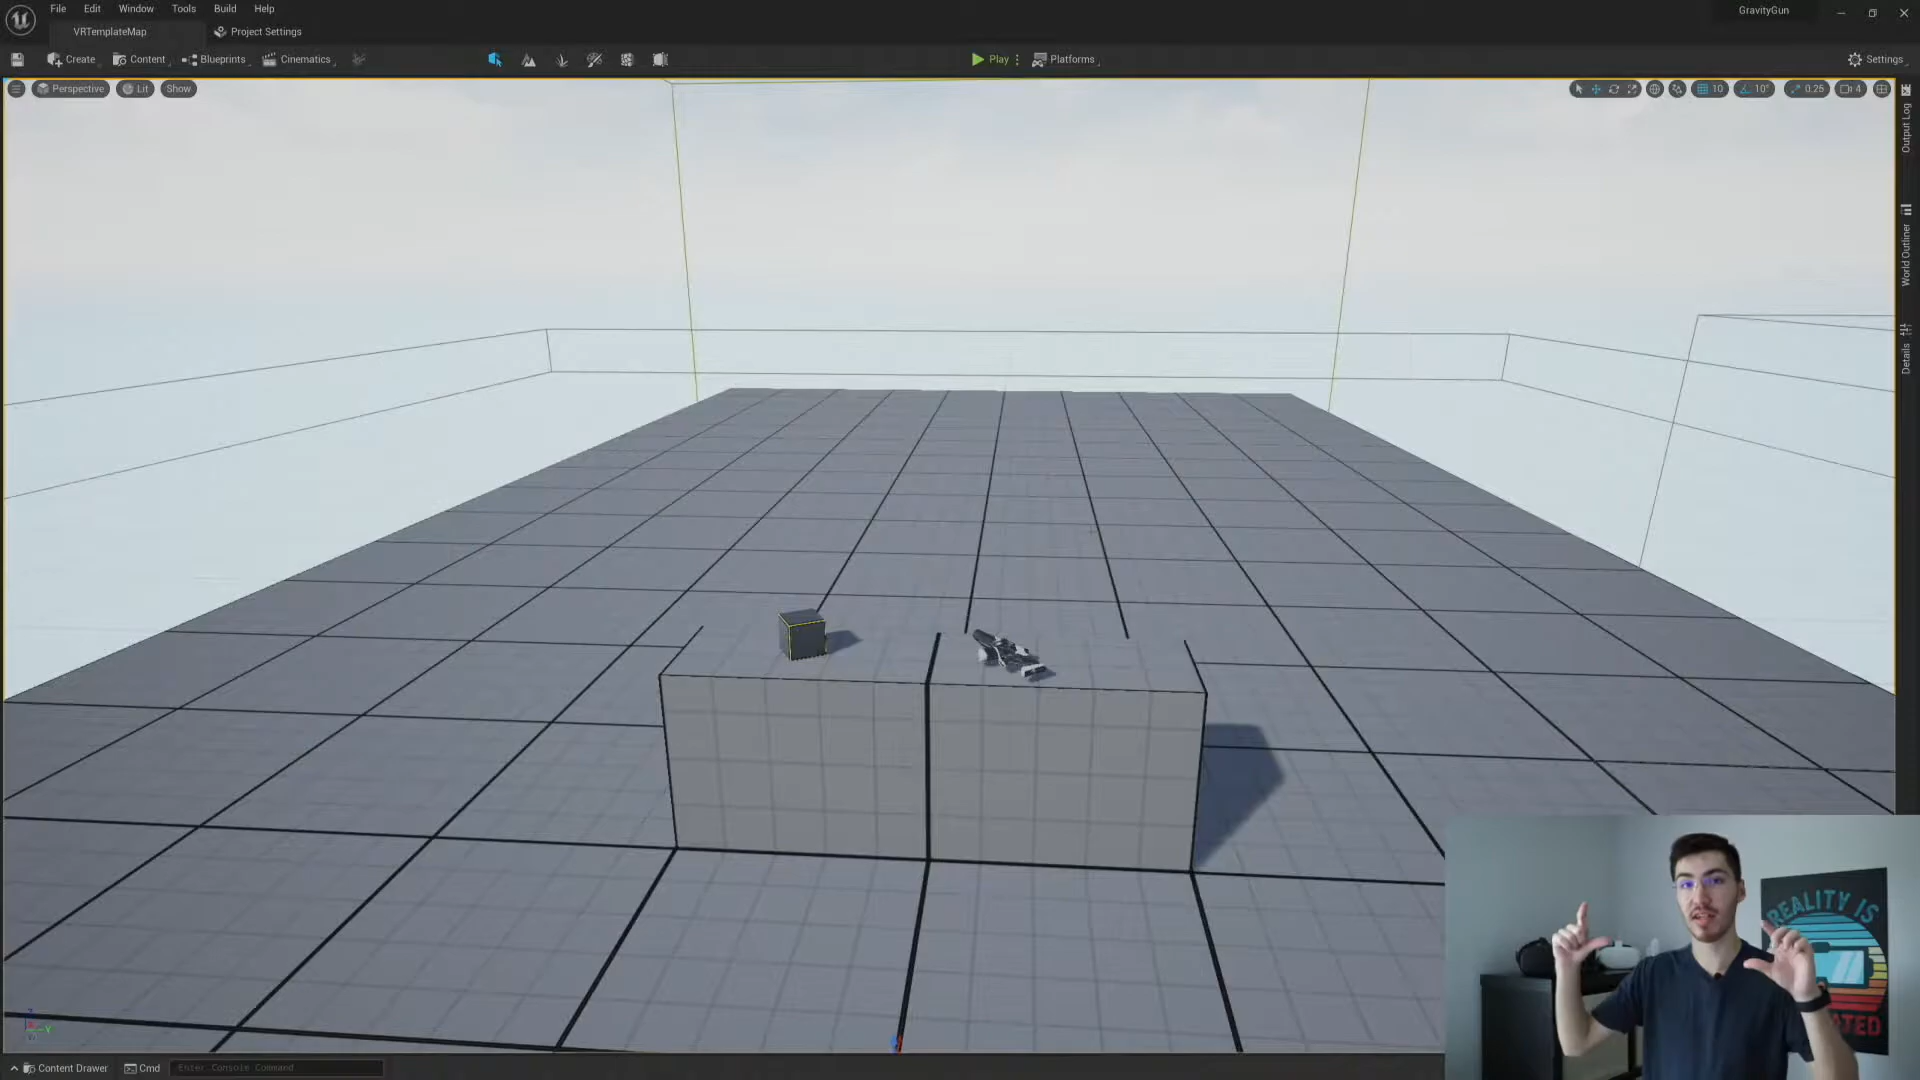 File Edit Window Tools Build Help
GravityGun
VRTemplateMap
Project Settings
Create
Content
Blueprints
Cinematics
Play
Platforms
Settings
Perspective
Lit
Show
10
10°
0.25
4
Output Log
World Outliner
Details
REALITY IS
Content Drawer
Cmd
Enter Console Command